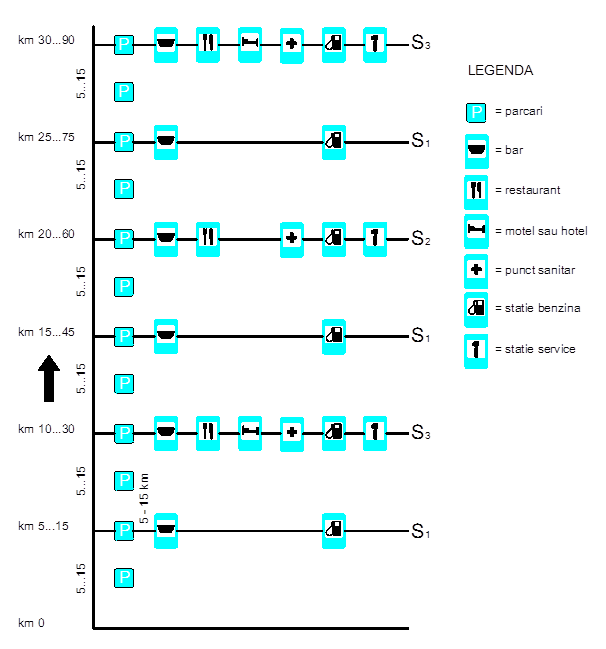 km 30...90
P
S3
5...15
P
km 25...75
P
S1
5...15
P
km 20...60
P
S2
5...15
P
km 15...45
P
S1
5...15
P
km 10...30
P
S3
5...15
P
5 - 15 km
km 5...15
P
S1
5...15
P
km 0
LEGENDA
P = parcari
= bar
= restaurant
= motel sau hotel
= punct sanitar
= statie benzina
= statie service